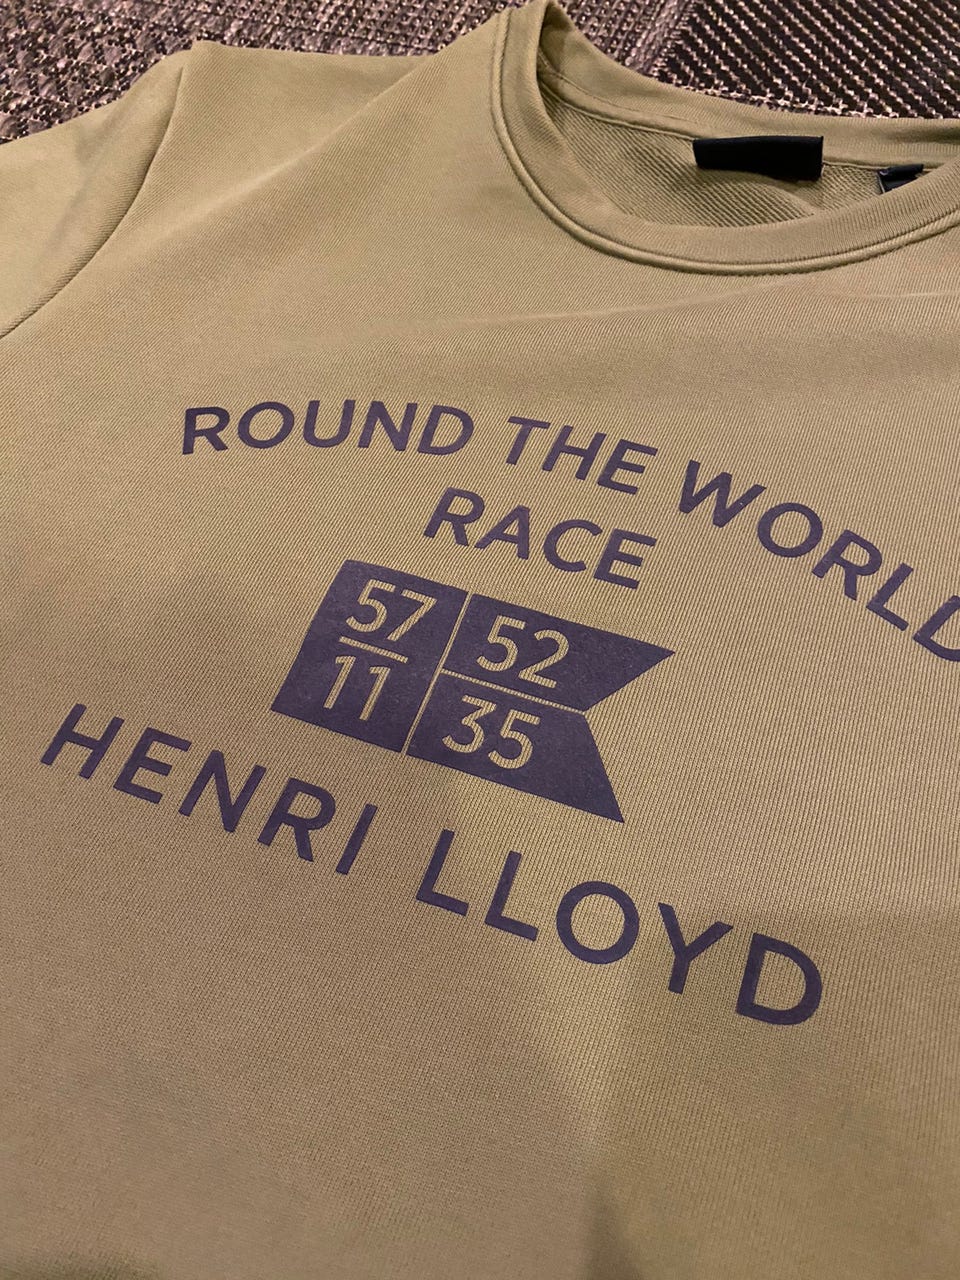 ROUND THE WORLD
RACE
57 52
11 35
HENRI LLOYD